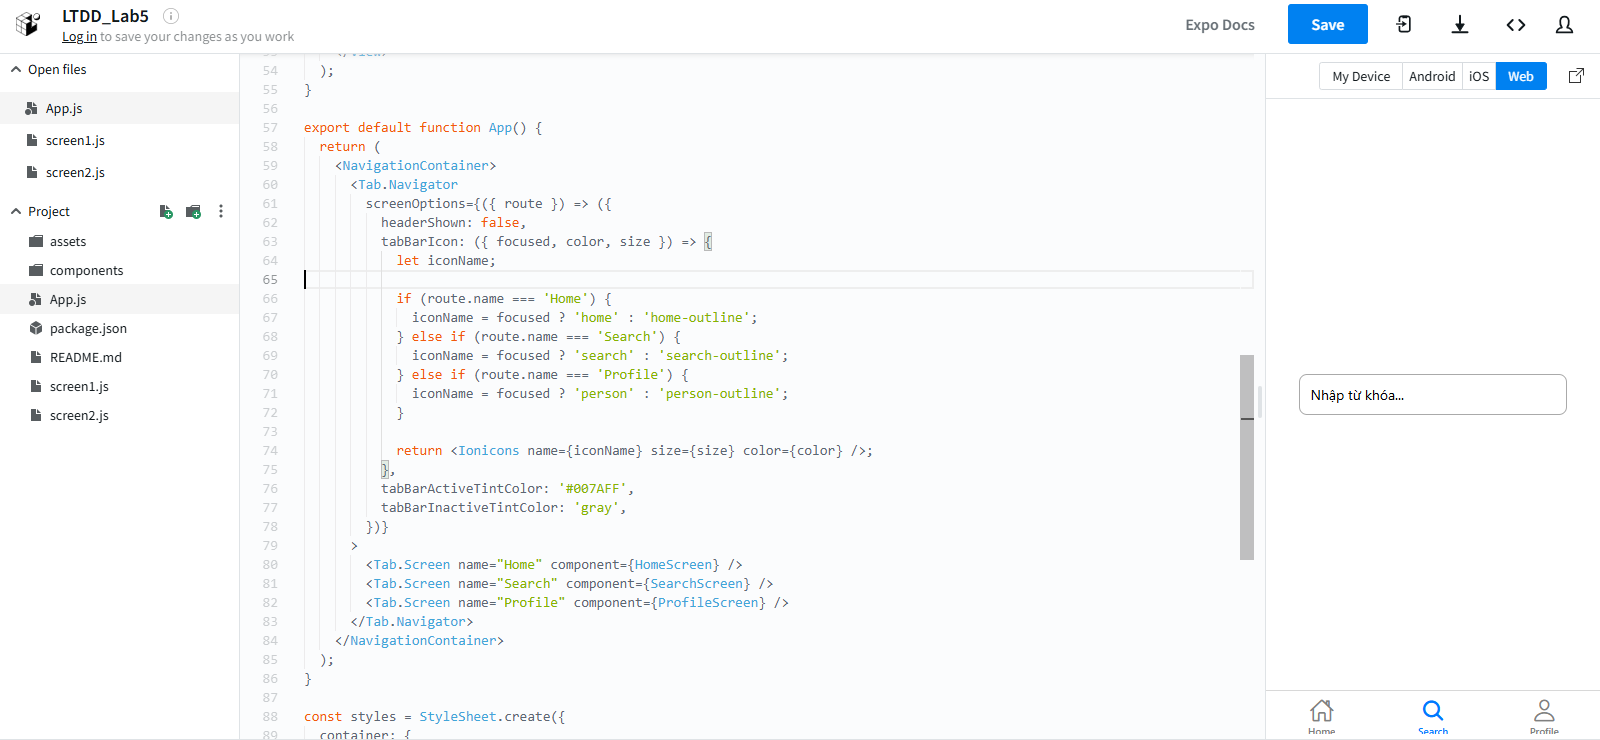 LTDD_Lab5
Log in to save your changes as you work
Expo Docs
Save
Open files
App.js
screen1.js
screen2.js
Project
assets
components
App.js
package.json
README.md
screen1.js
screen2.js
54 );
55 }
56
57 export default function App() {
58 return (
59 <NavigationContainer>
60 <Tab.Navigator
61 screenOptions={({ route }) => ({
62 headerShown: false,
63 tabBarIcon: ({ focused, color, size }) => {
64 let iconName;
65
66 if (route.name === 'Home') {
67 iconName = focused ? 'home' : 'home-outline';
68 } else if (route.name === 'Search') {
69 iconName = focused ? 'search' : 'search-outline';
70 } else if (route.name === 'Profile') {
71 iconName = focused ? 'person' : 'person-outline';
72 }
73
74 return <Ionicons name={iconName} size={size} color={color} />;
75 },
76 tabBarActiveTintColor: '#007AFF',
77 tabBarInactiveTintColor: 'gray',
78 })}
79 >
80 <Tab.Screen name="Home" component={HomeScreen} />
81 <Tab.Screen name="Search" component={SearchScreen} />
82 <Tab.Screen name="Profile" component={ProfileScreen} />
83 </Tab.Navigator>
84 </NavigationContainer>
85 );
86 }
87
88 const styles = StyleSheet.create({
89 container: {
My Device Android iOS Web
Nhập từ khóa...
Home Search Profile